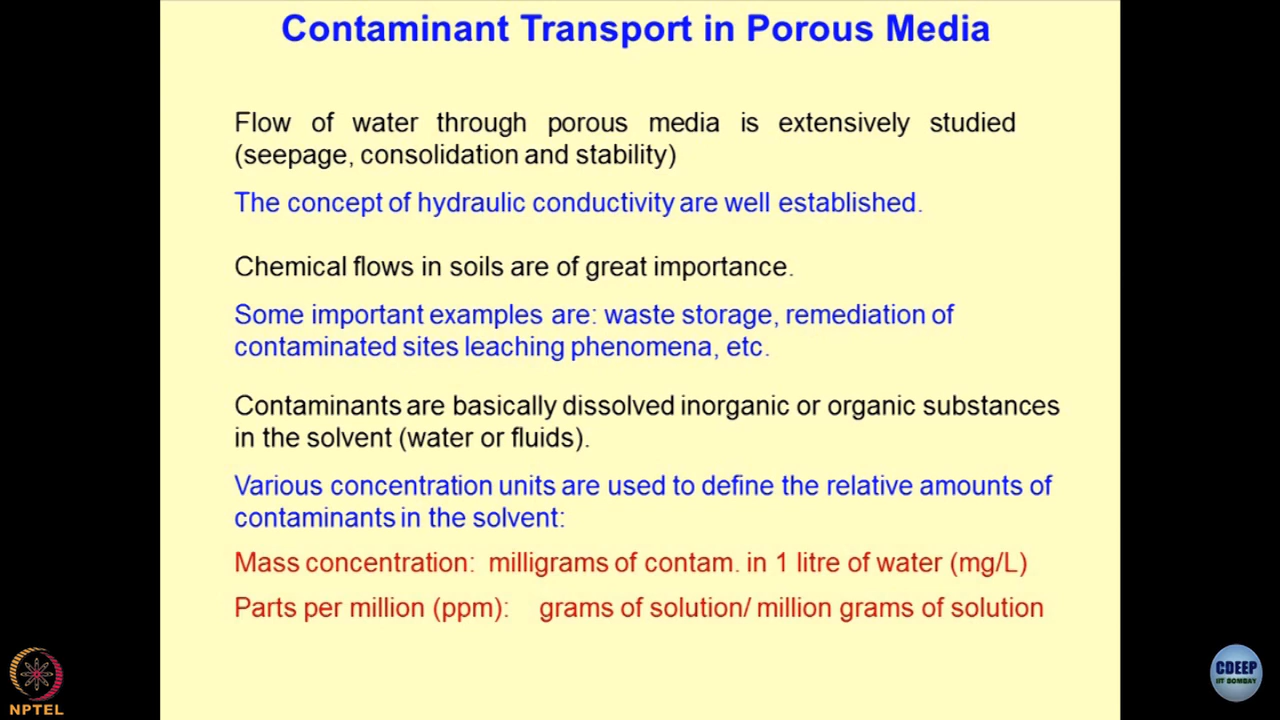 Contaminant Transport in Porous Media
Flow of water through porous media is extensively studied
(seepage, consolidation and stability)
The concept of hydraulic conductivity are well established.
Chemical flows in soils are of great importance.
Some important examples are: waste storage, remediation of
contaminated sites leaching phenomena, etc.
Contaminants are basically dissolved inorganic or organic substances
in the solvent (water or fluids).
Various concentration units are used to define the relative amounts of
contaminants in the solvent:
Mass concentration: milligrams of contam. in 1 litre of water (mg/L)
Parts per million (ppm): grams of solution/ million grams of solution
NPTEL
CDEEP
IIT BOMBAY